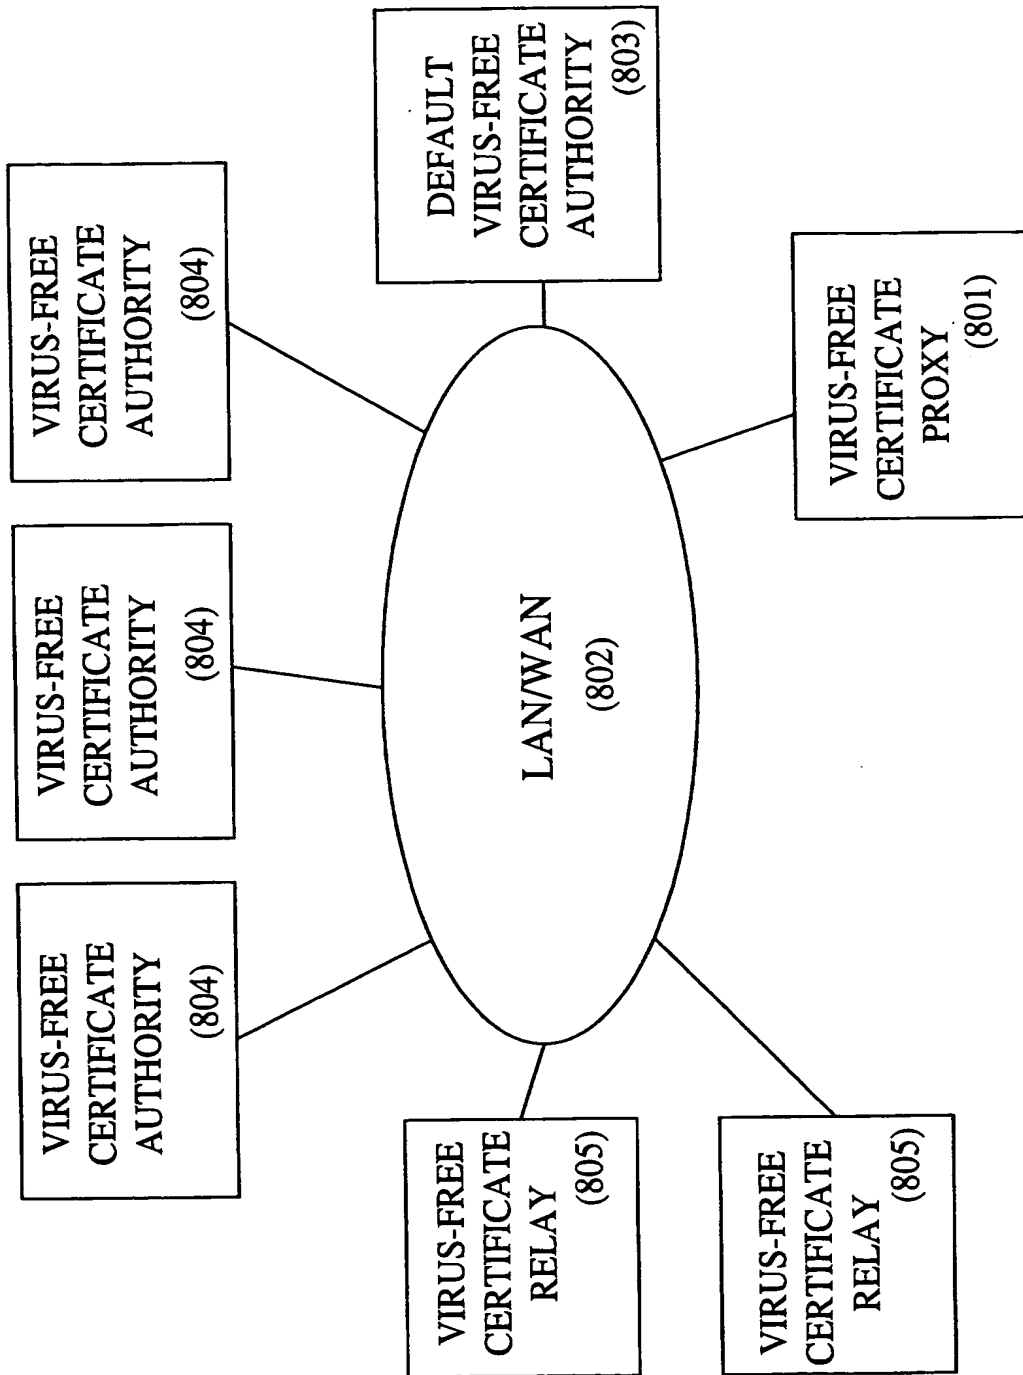 VIRUS-FREE
CERTIFICATE
AUTHORITY
(804)
VIRUS-FREE
CERTIFICATE
AUTHORITY
(804)
VIRUS-FREE
CERTIFICATE
AUTHORITY
(804)
VIRUS-FREE
CERTIFICATE
RELAY
(805)
LAN/WAN
(802)
DEFAULT
VIRUS-FREE
CERTIFICATE
AUTHORITY
(803)
VIRUS-FREE
CERTIFICATE
RELAY
(805)
VIRUS-FREE
CERTIFICATE
PROXY
(801)